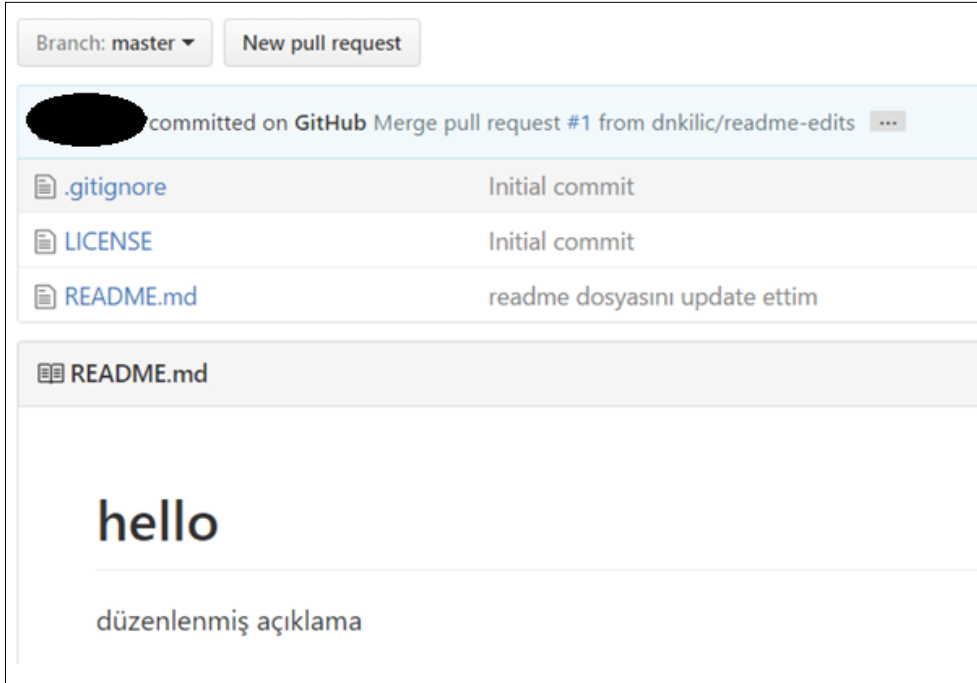 Branch: master
New pull request
committed on GitHub Merge pull request #1 from dnkilic/readme-edits ...
.gitignore Initial commit
LICENSE Initial commit
README.md readme dosyasını update ettim
README.md
hello
düzenlenmiş açıklama